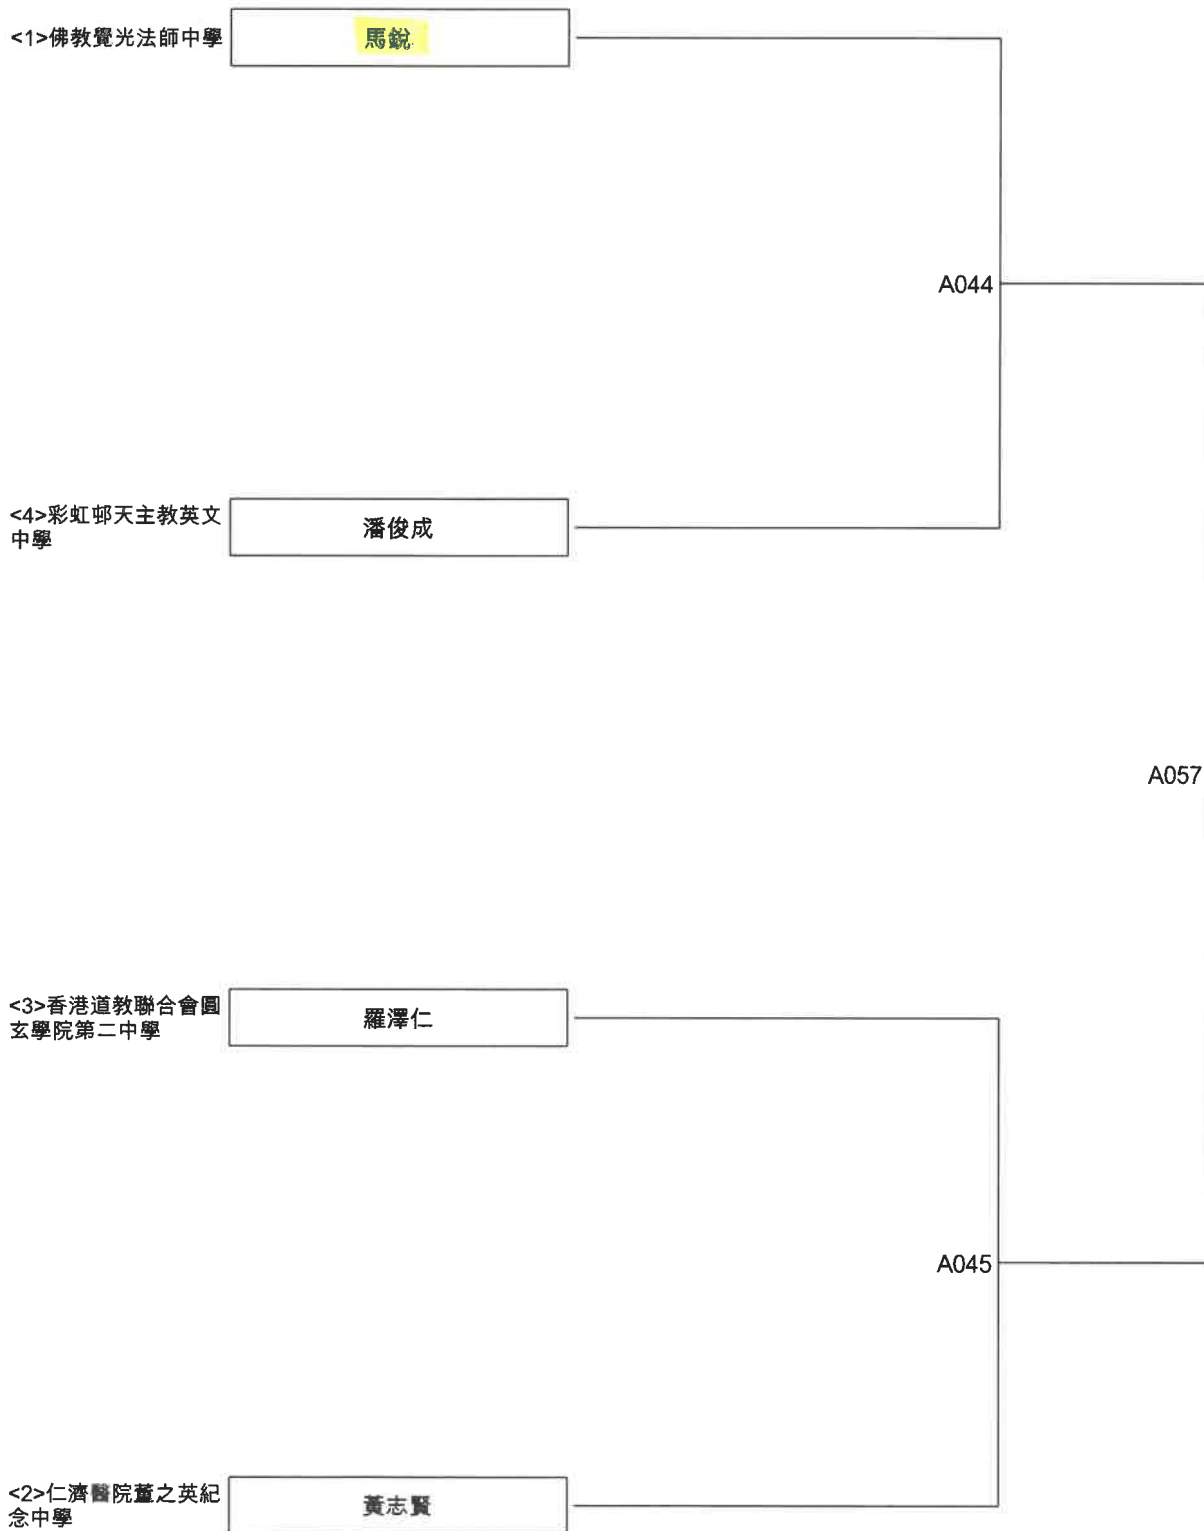 <1>佛教覺光法師中學
馬銳
A044
<4>彩虹邨天主教英文
中學
潘俊成
A057
<3>香港道教聯合會圓
玄學院第二中學
羅澤仁
A045
<2>仁濟醫院董之英紀
念中學
黃志賢